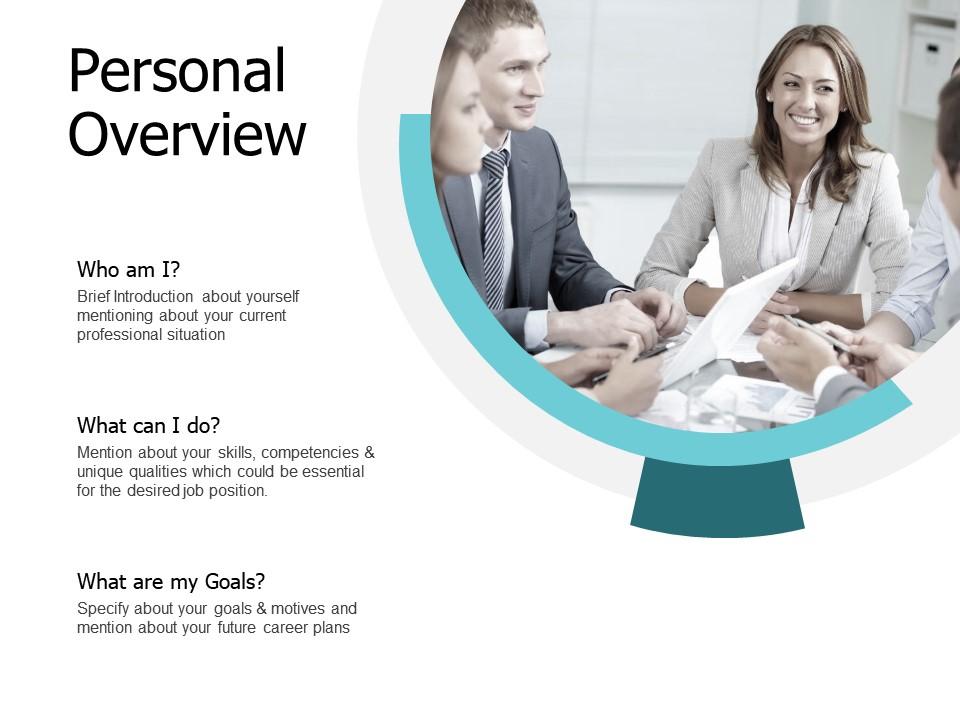 Personal
Overview
Who am I?
Brief Introduction about yourself
mentioning about your current
professional situation
What can I do?
Mention about your skills, competencies &
unique qualities which could be essential
for the desired job position.
What are my Goals?
Specify about your goals & motives and
mention about your future career plans